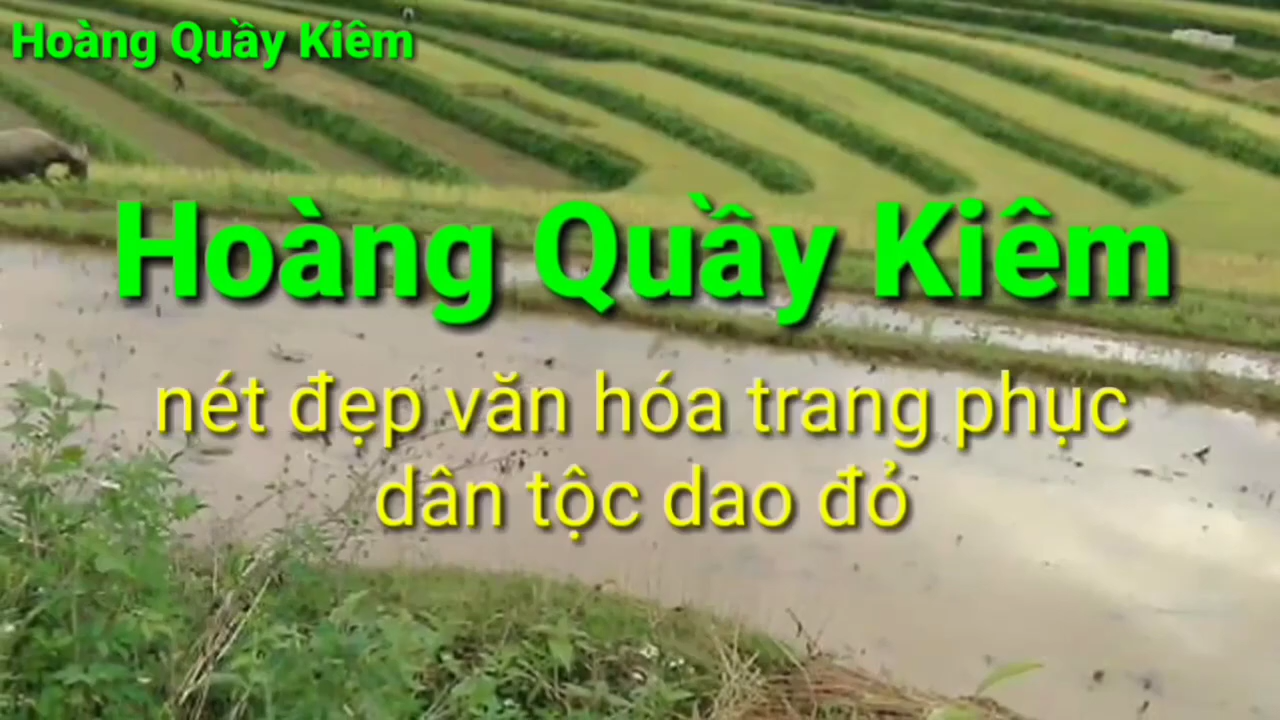 Hoàng Quầy Kiêm
Hoàng Quầy Kiêm
nét đẹp văn hóa trang phục
dân tộc dao đỏ